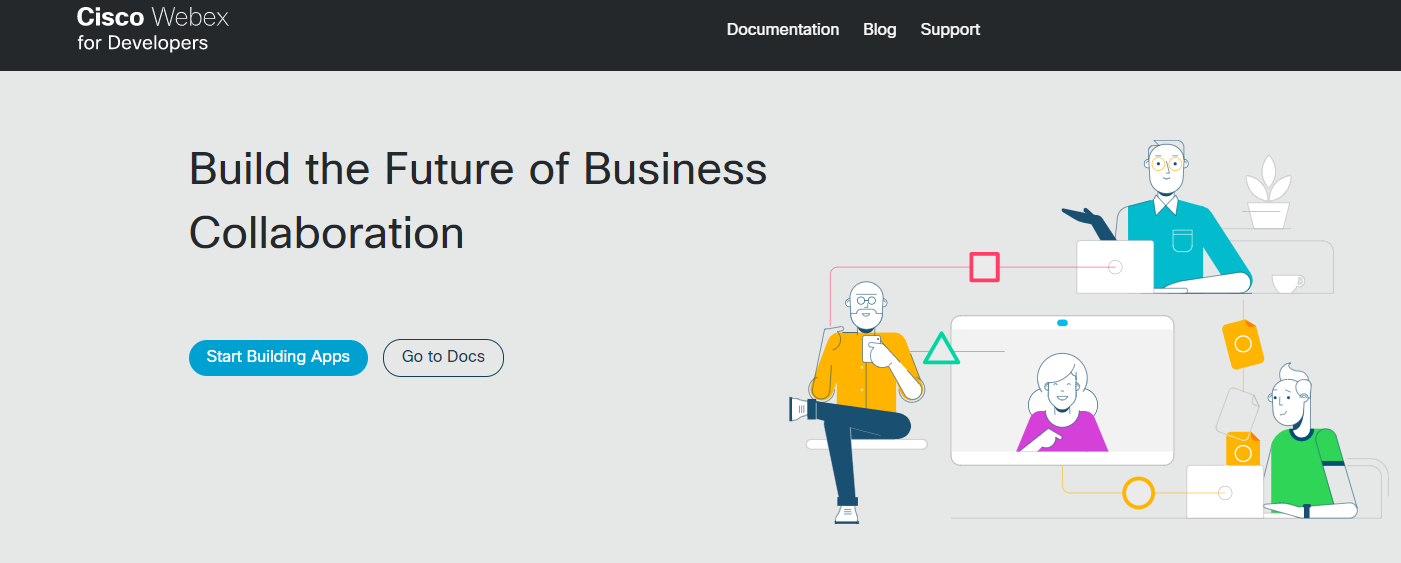 Cisco Webex
for Developers
Documentation Blog Support
Build the Future of Business
Collaboration
Start Building Apps Go to Docs